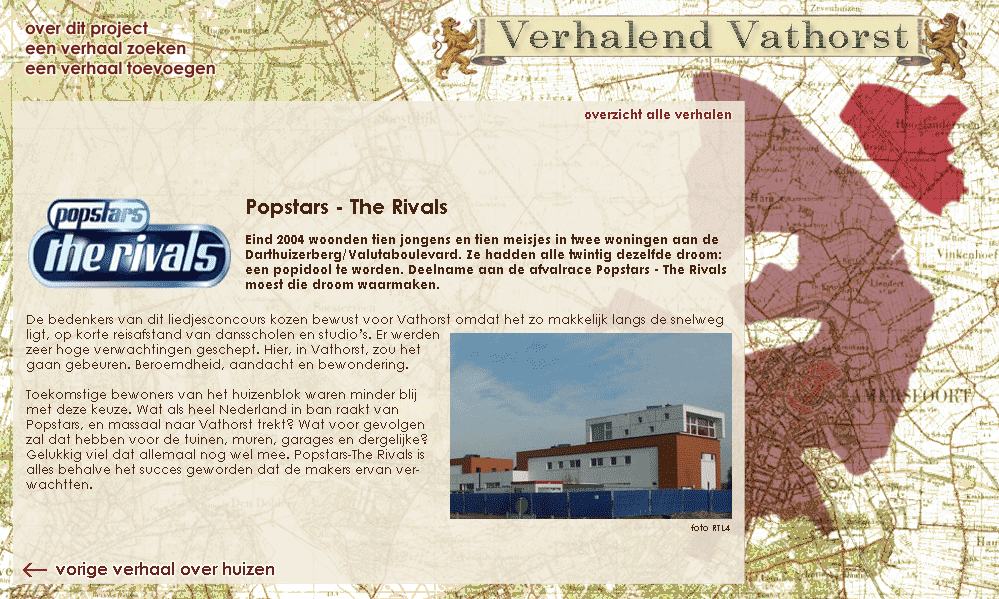 over dit project
een verhaal zoeken
een verhaal toevoegen
Verhalend Vathorst
overzicht alle verhalen
popstars
the rivals
Popstars - The Rivals
Eind 2004 woonden tien jongens en tien meisjes in twee woningen aan de
Darthuizerberg/Valutaboulevard. Ze hadden alle twintig dezelfde droom:
een popidool te worden. Deelname aan de afvalrace Popstars - The Rivals
moest die droom waarmaken.
De bedenkers van dit liedjesconcours kozen bewust voor Vathorst omdat het zo makkelijk langs de snelweg
ligt, op korte reisafstand van dansscholen en studio's. Er werden
zeer hoge verwachtingen geschept. Hier, in Vathorst, zou het
gaan gebeuren. Beroemdheid, aandacht en bewondering.
Toekomstige bewoners van het huizenblok waren minder blij
met deze keuze. Wat als heel Nederland in ban raakt van
Popstars, en massaal naar Vathorst trekt? Wat voor gevolgen
zal dat hebben voor de tuinen, muren, garages en dergelijke?
Gelukkig viel dat allemaal nog wel mee. Popstars-The Rivals is
alles behalve het succes geworden dat de makers ervan ver-
wachtten.
foto RTL4
← vorige verhaal over huizen
Zevenhuizen
Vinkenhoef
Liendert
AMERSFOORT